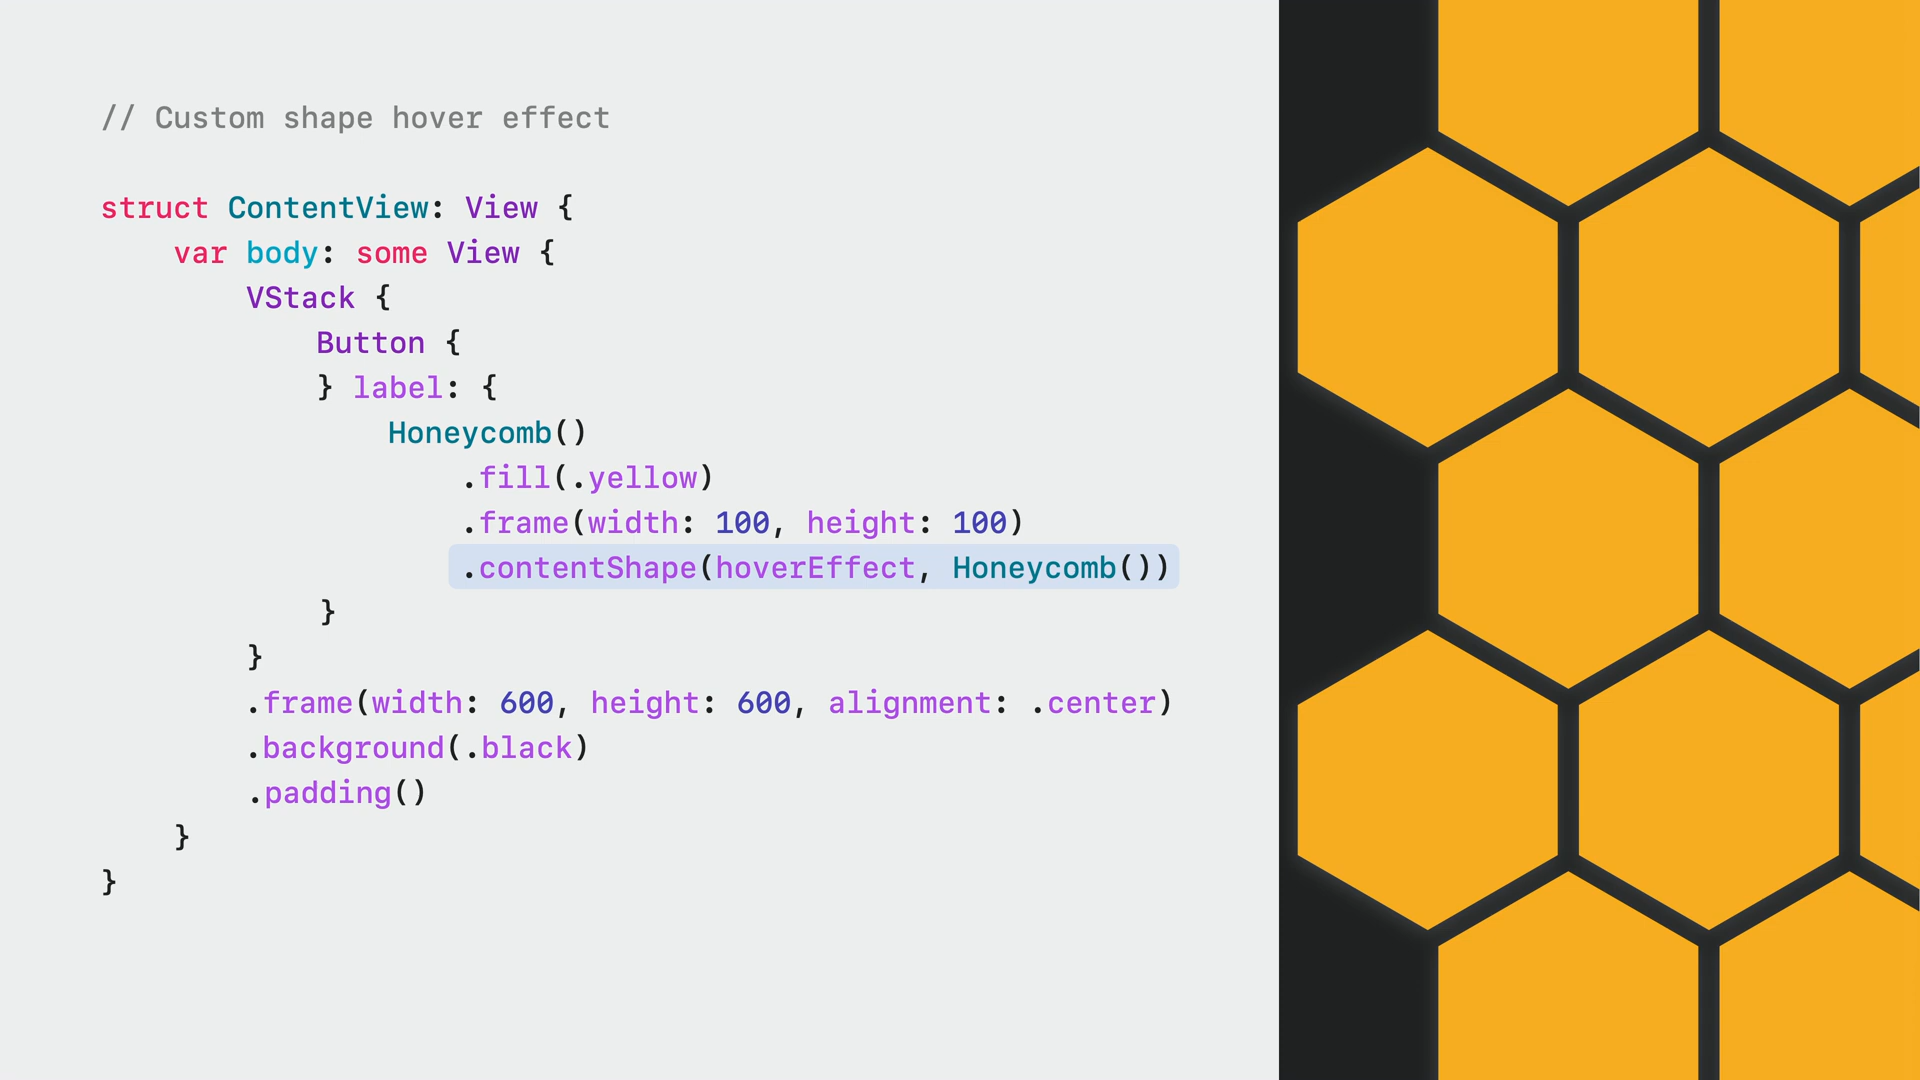 // Custom shape hover effect
struct ContentView: View {
var body: some View {
VStack {
Button {
} label: {
Honeycomb()
.fill(.yellow)
.frame(width: 100, height: 100)
.contentShape(hoverEffect, Honeycomb())
}
}
.frame(width: 600, height: 600, alignment: .center)
.background(.black)
.padding()
}
}